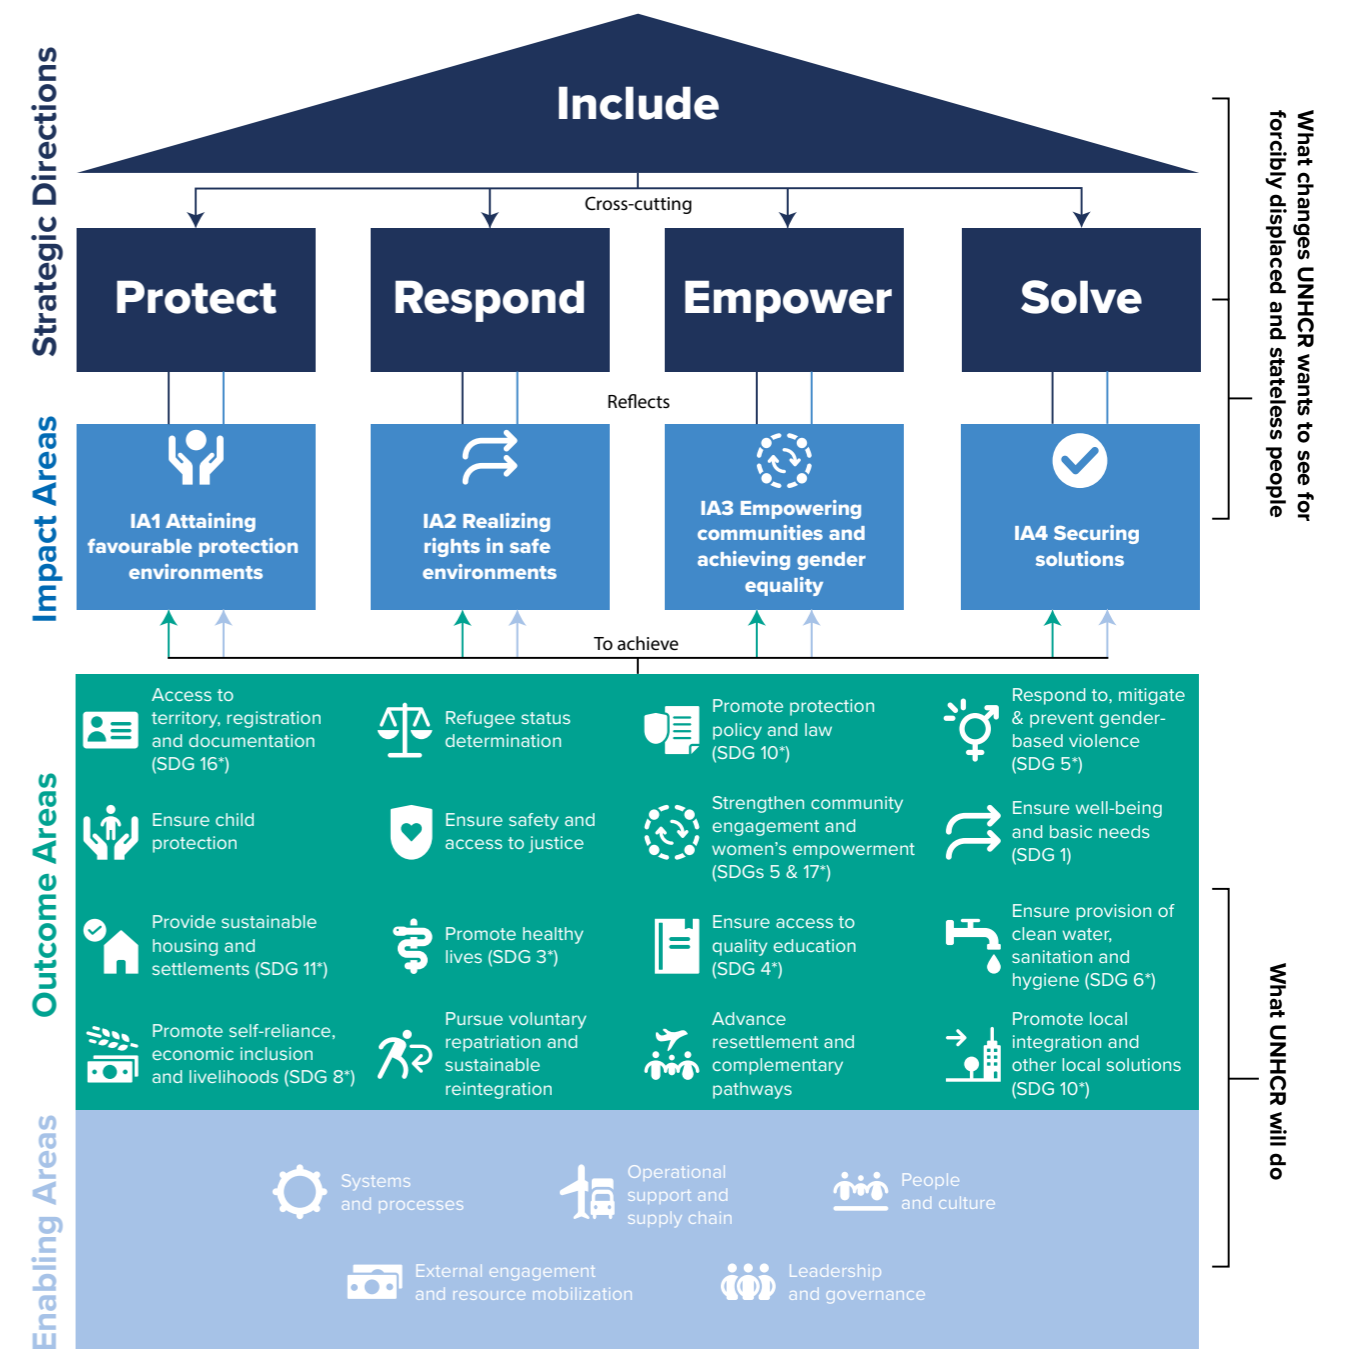 Strategic Directions
Include
Cross-cutting
Protect
Respond
Empower
Solve
What changes UNHCR wants to see for
forcibly displaced and stateless people
Reflects
Impact Areas
IA1 Attaining
favourable protection
environments
IA2 Realizing
rights in safe
environments
IA3 Empowering
communities and
achieving gender
equality
IA4 Securing
solutions
To achieve
Outcome Areas
Access to
territory, registration
and documentation
(SDG 16*)
Refugee status
determination
Promote protection
policy and law
(SDG 10*)
Respond to, mitigate
& prevent gender-
based violence
(SDG 5*)
Ensure child
protection
Ensure safety and
access to justice
Strengthen community
engagement and
women’s empowerment
(SDGs 5 & 17*)
Ensure well-being
and basic needs
(SDG 1)
Provide sustainable
housing and
settlements (SDG 11*)
Promote healthy
lives (SDG 3*)
Ensure access to
quality education
(SDG 4*)
Ensure provision of
clean water,
sanitation and
hygiene (SDG 6*)
Promote self-reliance,
economic inclusion
and livelihoods (SDG 8*)
Pursue voluntary
repatriation and
sustainable
reintegration
Advance
resettlement and
complementary
pathways
Promote local
integration and
other local solutions
(SDG 10*)
What UNHCR will do
Enabling Areas
Systems
and processes
Operational
support and
supply chain
People
and culture
External engagement
and resource mobilization
Leadership
and governance